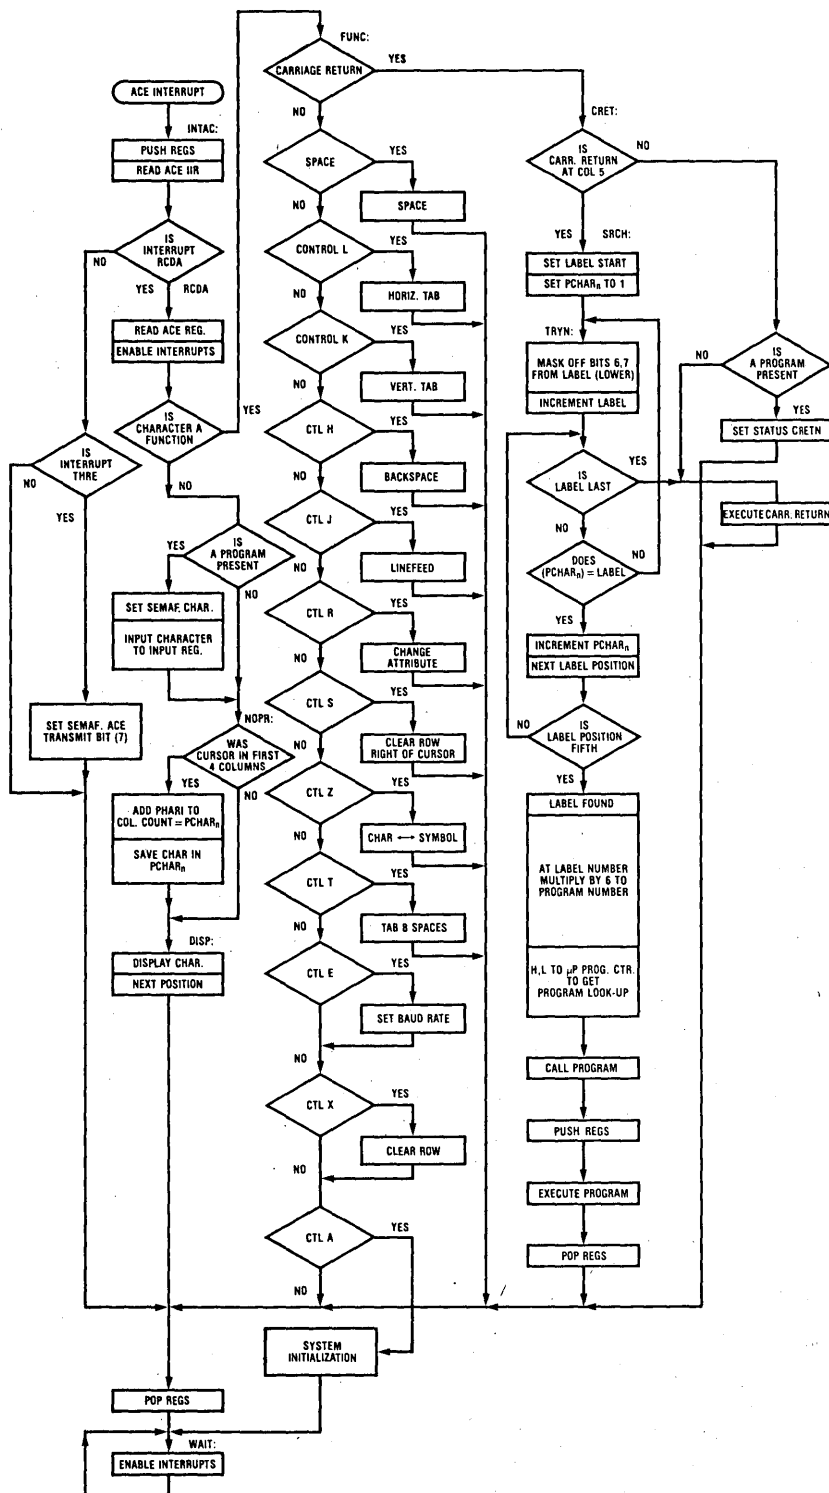 ACE INTERRUPT
INTAC:
PUSH REGS
READ ACE IIR
IS
INTERRUPT
RCDA
NO
YES
RCDA
READ ACE REG.
ENABLE INTERRUPTS
IS
CHARACTER A
FUNCTION
YES
NO
IS
INTERRUPT
THRE
NO
YES
IS
A PROGRAM
PRESENT
YES
NO
SET SEMAF. CHAR.
INPUT CHARACTER
TO INPUT REG.
SET SEMAF. ACE
TRANSMIT BIT (7)
NOPR:
WAS
CURSOR IN FIRST
4 COLUMNS
YES
NO
ADD PHARI TO
COL. COUNT = PCHARn
SAVE CHAR IN
PCHARn
DISP:
DISPLAY CHAR.
NEXT POSITION
POP REGS
WAIT:
ENABLE INTERRUPTS
FUNC:
CARRIAGE RETURN
YES
NO
SPACE
YES
SPACE
NO
CONTROL L
YES
HORIZ. TAB
NO
CONTROL K
YES
VERT. TAB
NO
CTL H
YES
BACKSPACE
NO
CTL J
YES
LINEFEED
NO
CTL R
YES
CHANGE
ATTRIBUTE
NO
CTL S
YES
CLEAR ROW
RIGHT OF CURSOR
NO
CTL Z
YES
CHAR ↔ SYMBOL
NO
CTL T
YES
TAB 8 SPACES
NO
CTL E
YES
SET BAUD RATE
NO
CTL X
YES
CLEAR ROW
NO
CTL A
YES
NO
SYSTEM
INITIALIZATION
CRET:
IS
CARR. RETURN
AT COL 5
NO
YES
SRCH:
SET LABEL START
SET PCHARn TO 1
TRYN:
MASK OFF BITS 6,7
FROM LABEL (LOWER)
INCREMENT LABEL
IS
LABEL LAST
YES
NO
DOES
(PCHARn) = LABEL
NO
YES
INCREMENT PCHARn
NEXT LABEL POSITION
IS
LABEL POSITION
FIFTH
NO
YES
LABEL FOUND
AT LABEL NUMBER
MULTIPLY BY 6 TO
PROGRAM NUMBER
H,L TO µP PROG. CTR.
TO GET
PROGRAM LOOK-UP
CALL PROGRAM
PUSH REGS
EXECUTE PROGRAM
POP REGS
IS
A PROGRAM
PRESENT
NO
YES
SET STATUS CRETN
EXECUTE CARR. RETURN